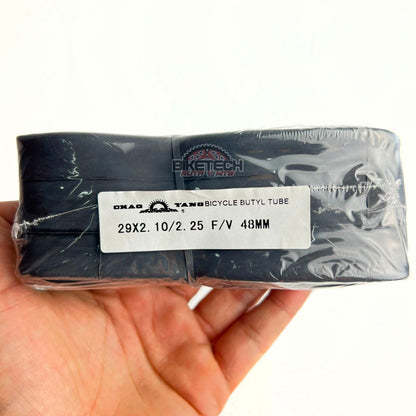 BIKETECH
CHAO YANG BICYCLE BUTYL TUBE
29X2.10/2.25 F/V 48MM